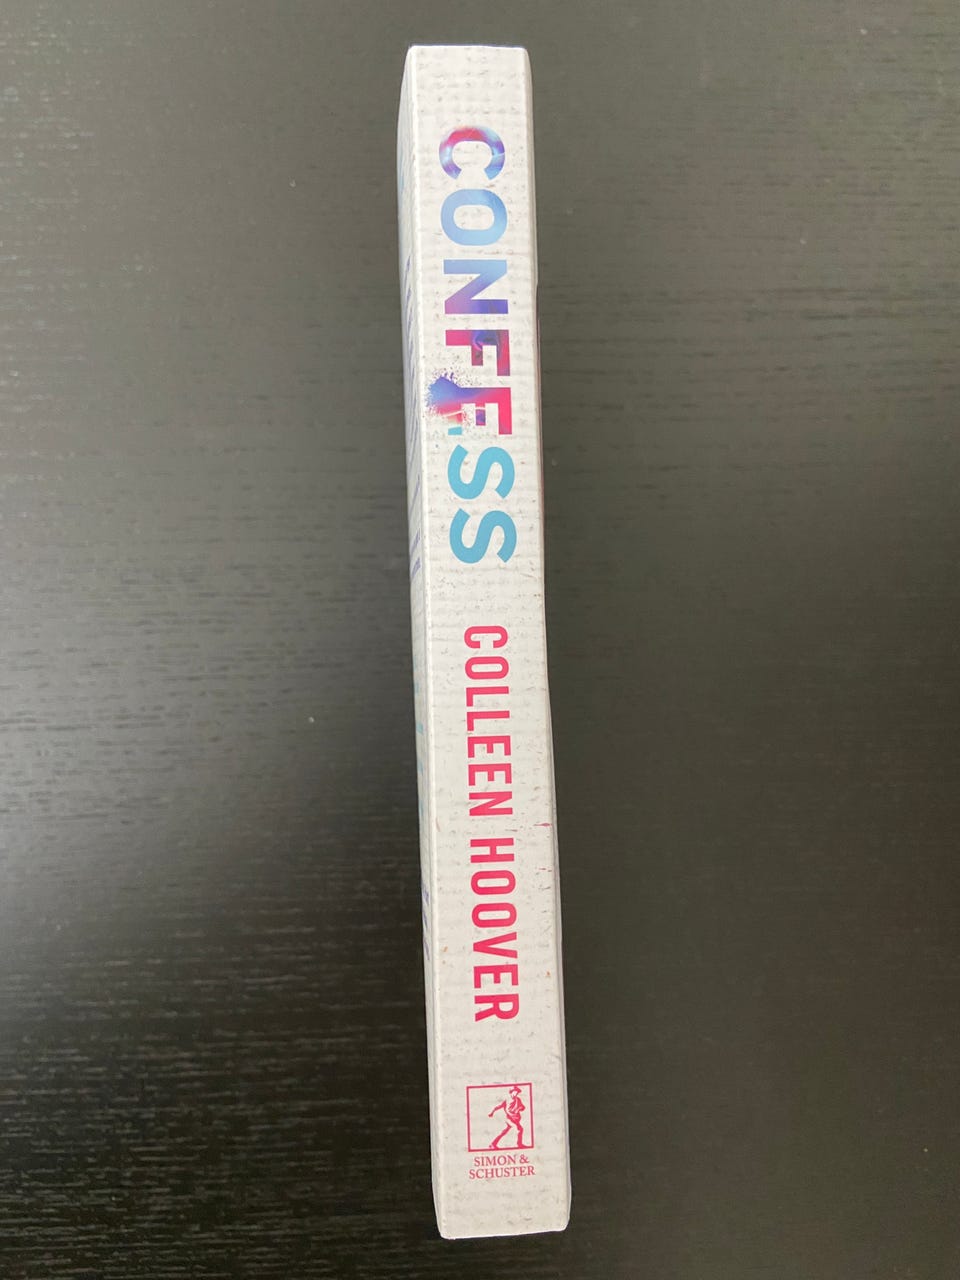 CONFESS
COLLEEN HOOVER
SIMON &
SCHUSTER